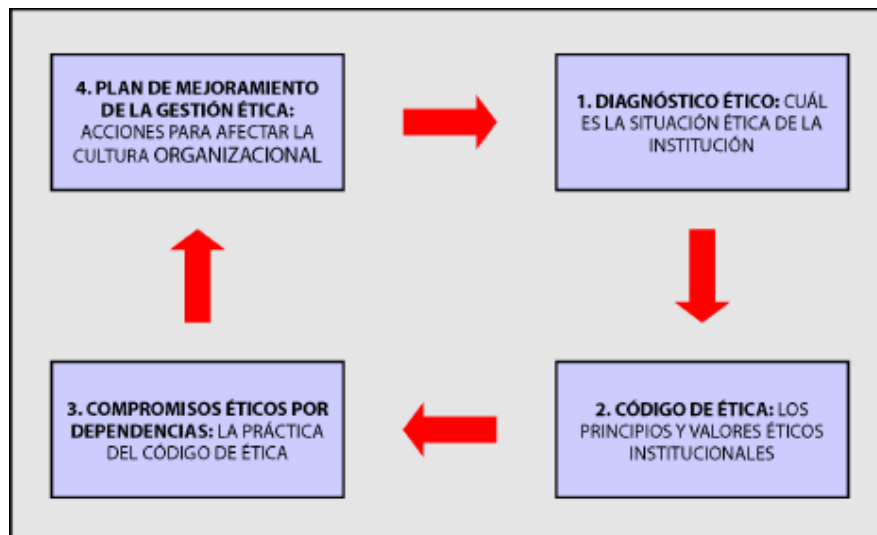 4. PLAN DE MEJORAMIENTO
DE LA GESTIÓN ÉTICA:
ACCIONES PARA AFECTAR LA
CULTURA ORGANIZACIONAL
1. DIAGNÓSTICO ÉTICO: CUÁL
ES LA SITUACIÓN ÉTICA DE LA
INSTITUCIÓN
3. COMPROMISOS ÉTICOS POR
DEPENDENCIAS: LA PRÁCTICA
DEL CÓDIGO DE ÉTICA
2. CÓDIGO DE ÉTICA: LOS
PRINCIPIOS Y VALORES ÉTICOS
INSTITUCIONALES